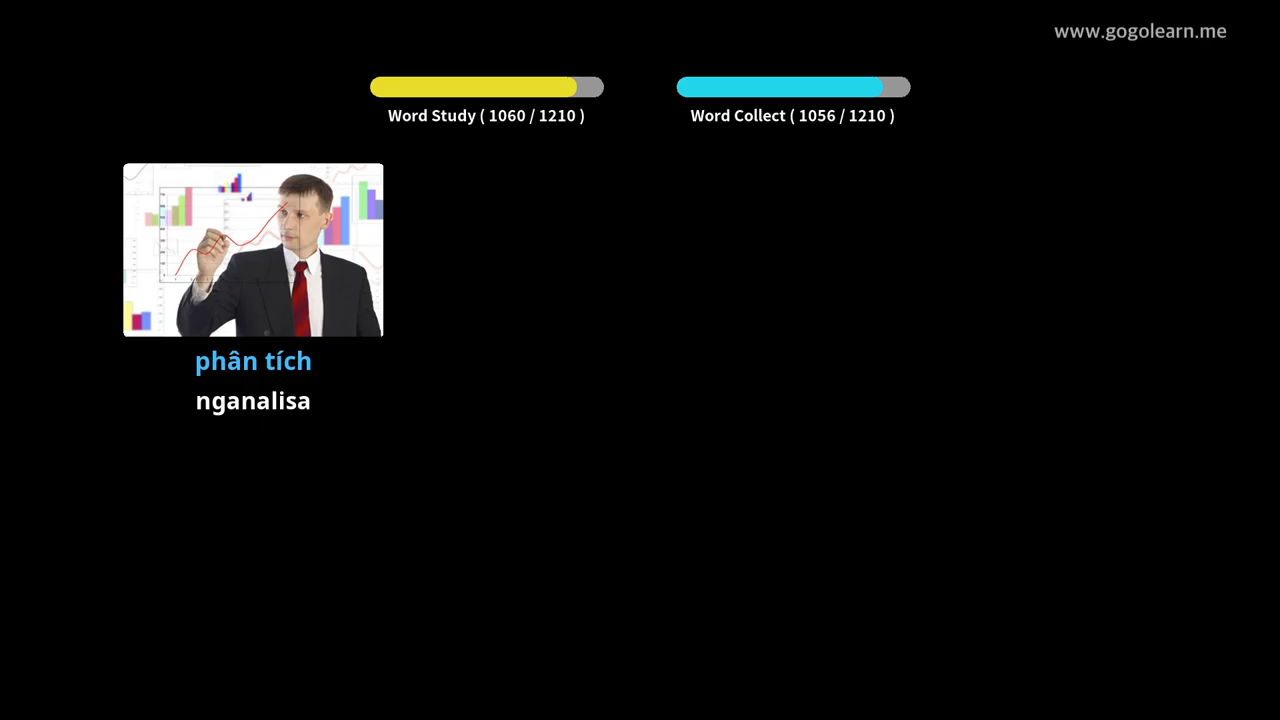 www.gogolearn.me
Word Study ( 1060 / 1210 )
Word Collect ( 1056 / 1210 )
phân tích
nganalisa